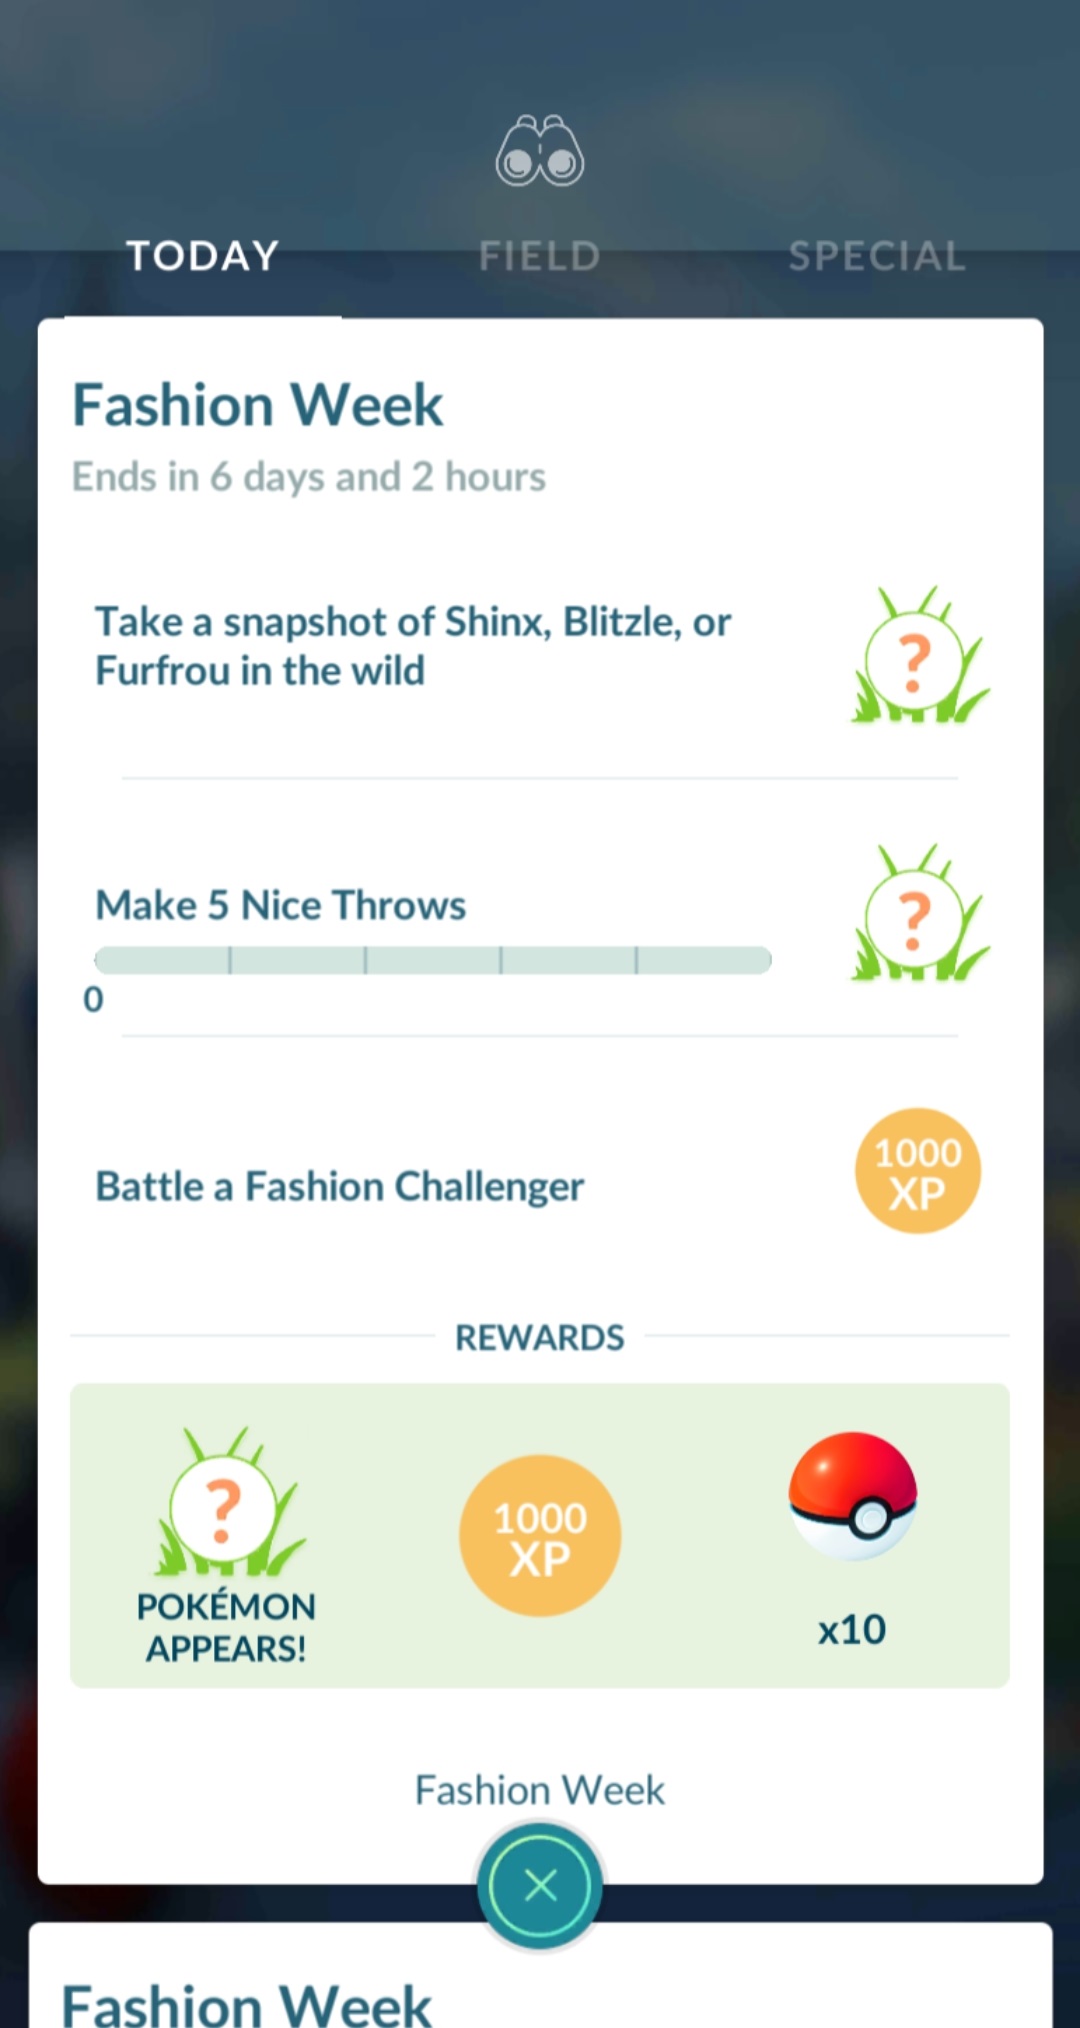 TODAY
FIELD
SPECIAL
Fashion Week
Ends in 6 days and 2 hours
Take a snapshot of Shinx, Blitzle, or
Furfrou in the wild
?
Make 5 Nice Throws
?
0
Battle a Fashion Challenger
1000
XP
REWARDS
?
POKÉMON
APPEARS!
1000
XP
x10
Fashion Week
Fashion Week